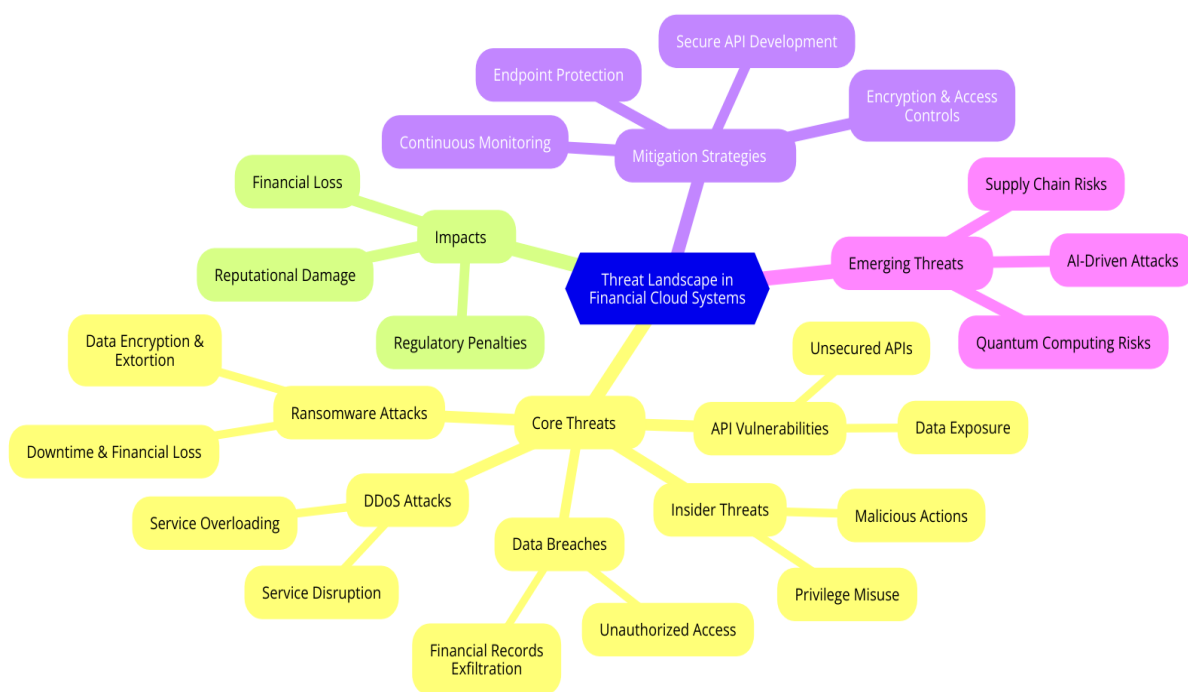 Secure API Development
Endpoint Protection
Encryption & Access
Controls
Continuous Monitoring
Mitigation Strategies
Financial Loss
Supply Chain Risks
Impacts
Emerging Threats
AI-Driven Attacks
Reputational Damage
Threat Landscape in
Financial Cloud Systems
Regulatory Penalties
Quantum Computing Risks
Data Encryption &
Extortion
Unsecured APIs
Ransomware Attacks
Core Threats
API Vulnerabilities
Data Exposure
Downtime & Financial Loss
DDoS Attacks
Insider Threats
Malicious Actions
Service Overloading
Data Breaches
Service Disruption
Privilege Misuse
Unauthorized Access
Financial Records
Exfiltration